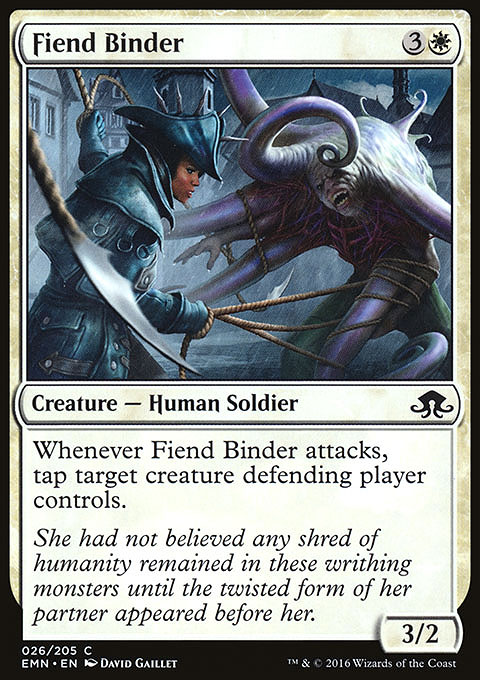 Fiend Binder 3
Creature — Human Soldier
Whenever Fiend Binder attacks,
tap target creature defending player
controls.
She had not believed any shred of
humanity remained in these writhing
monsters until the twisted form of her
partner appeared before her.
3/2
026/205 C
EMN • EN David Gaillet
™ & © 2016 Wizards of the Coast